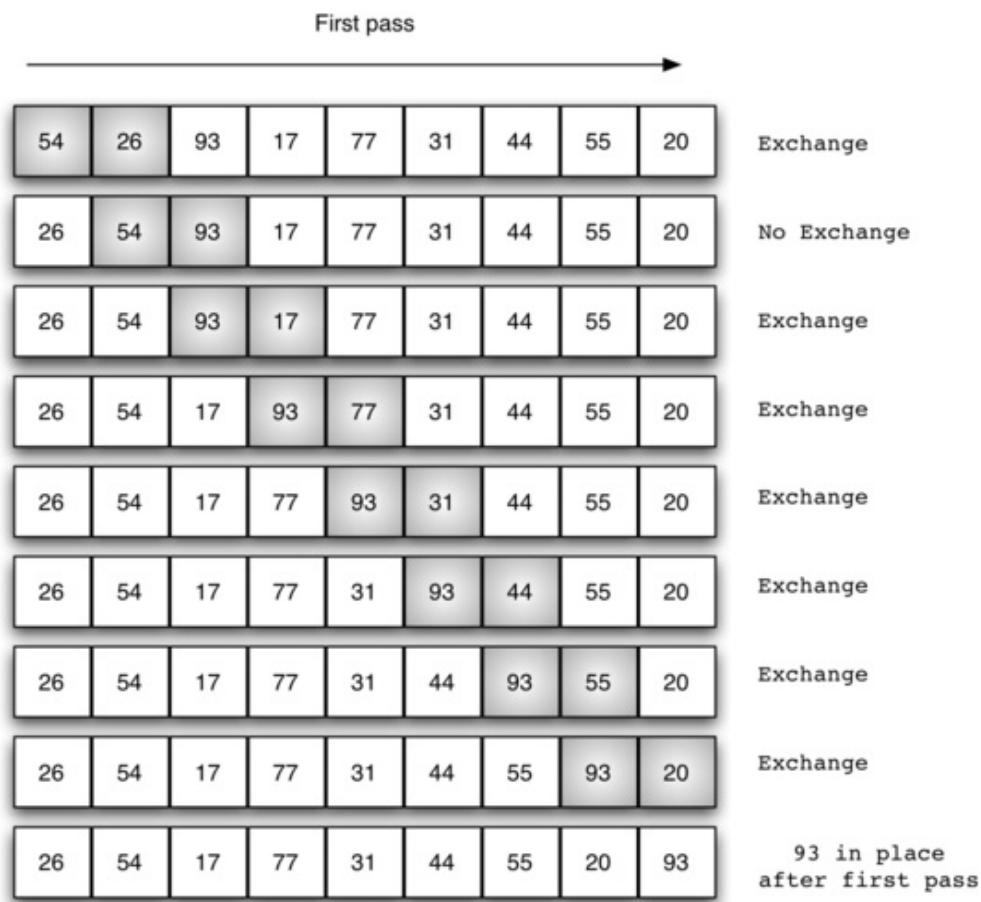 First pass
54 26 93 17 77 31 44 55 20 Exchange
26 54 93 17 77 31 44 55 20 No Exchange
26 54 93 17 77 31 44 55 20 Exchange
26 54 17 93 77 31 44 55 20 Exchange
26 54 17 77 93 31 44 55 20 Exchange
26 54 17 77 31 93 44 55 20 Exchange
26 54 17 77 31 44 93 55 20 Exchange
26 54 17 77 31 44 55 93 20 Exchange
26 54 17 77 31 44 55 20 93 93 in place
after first pass